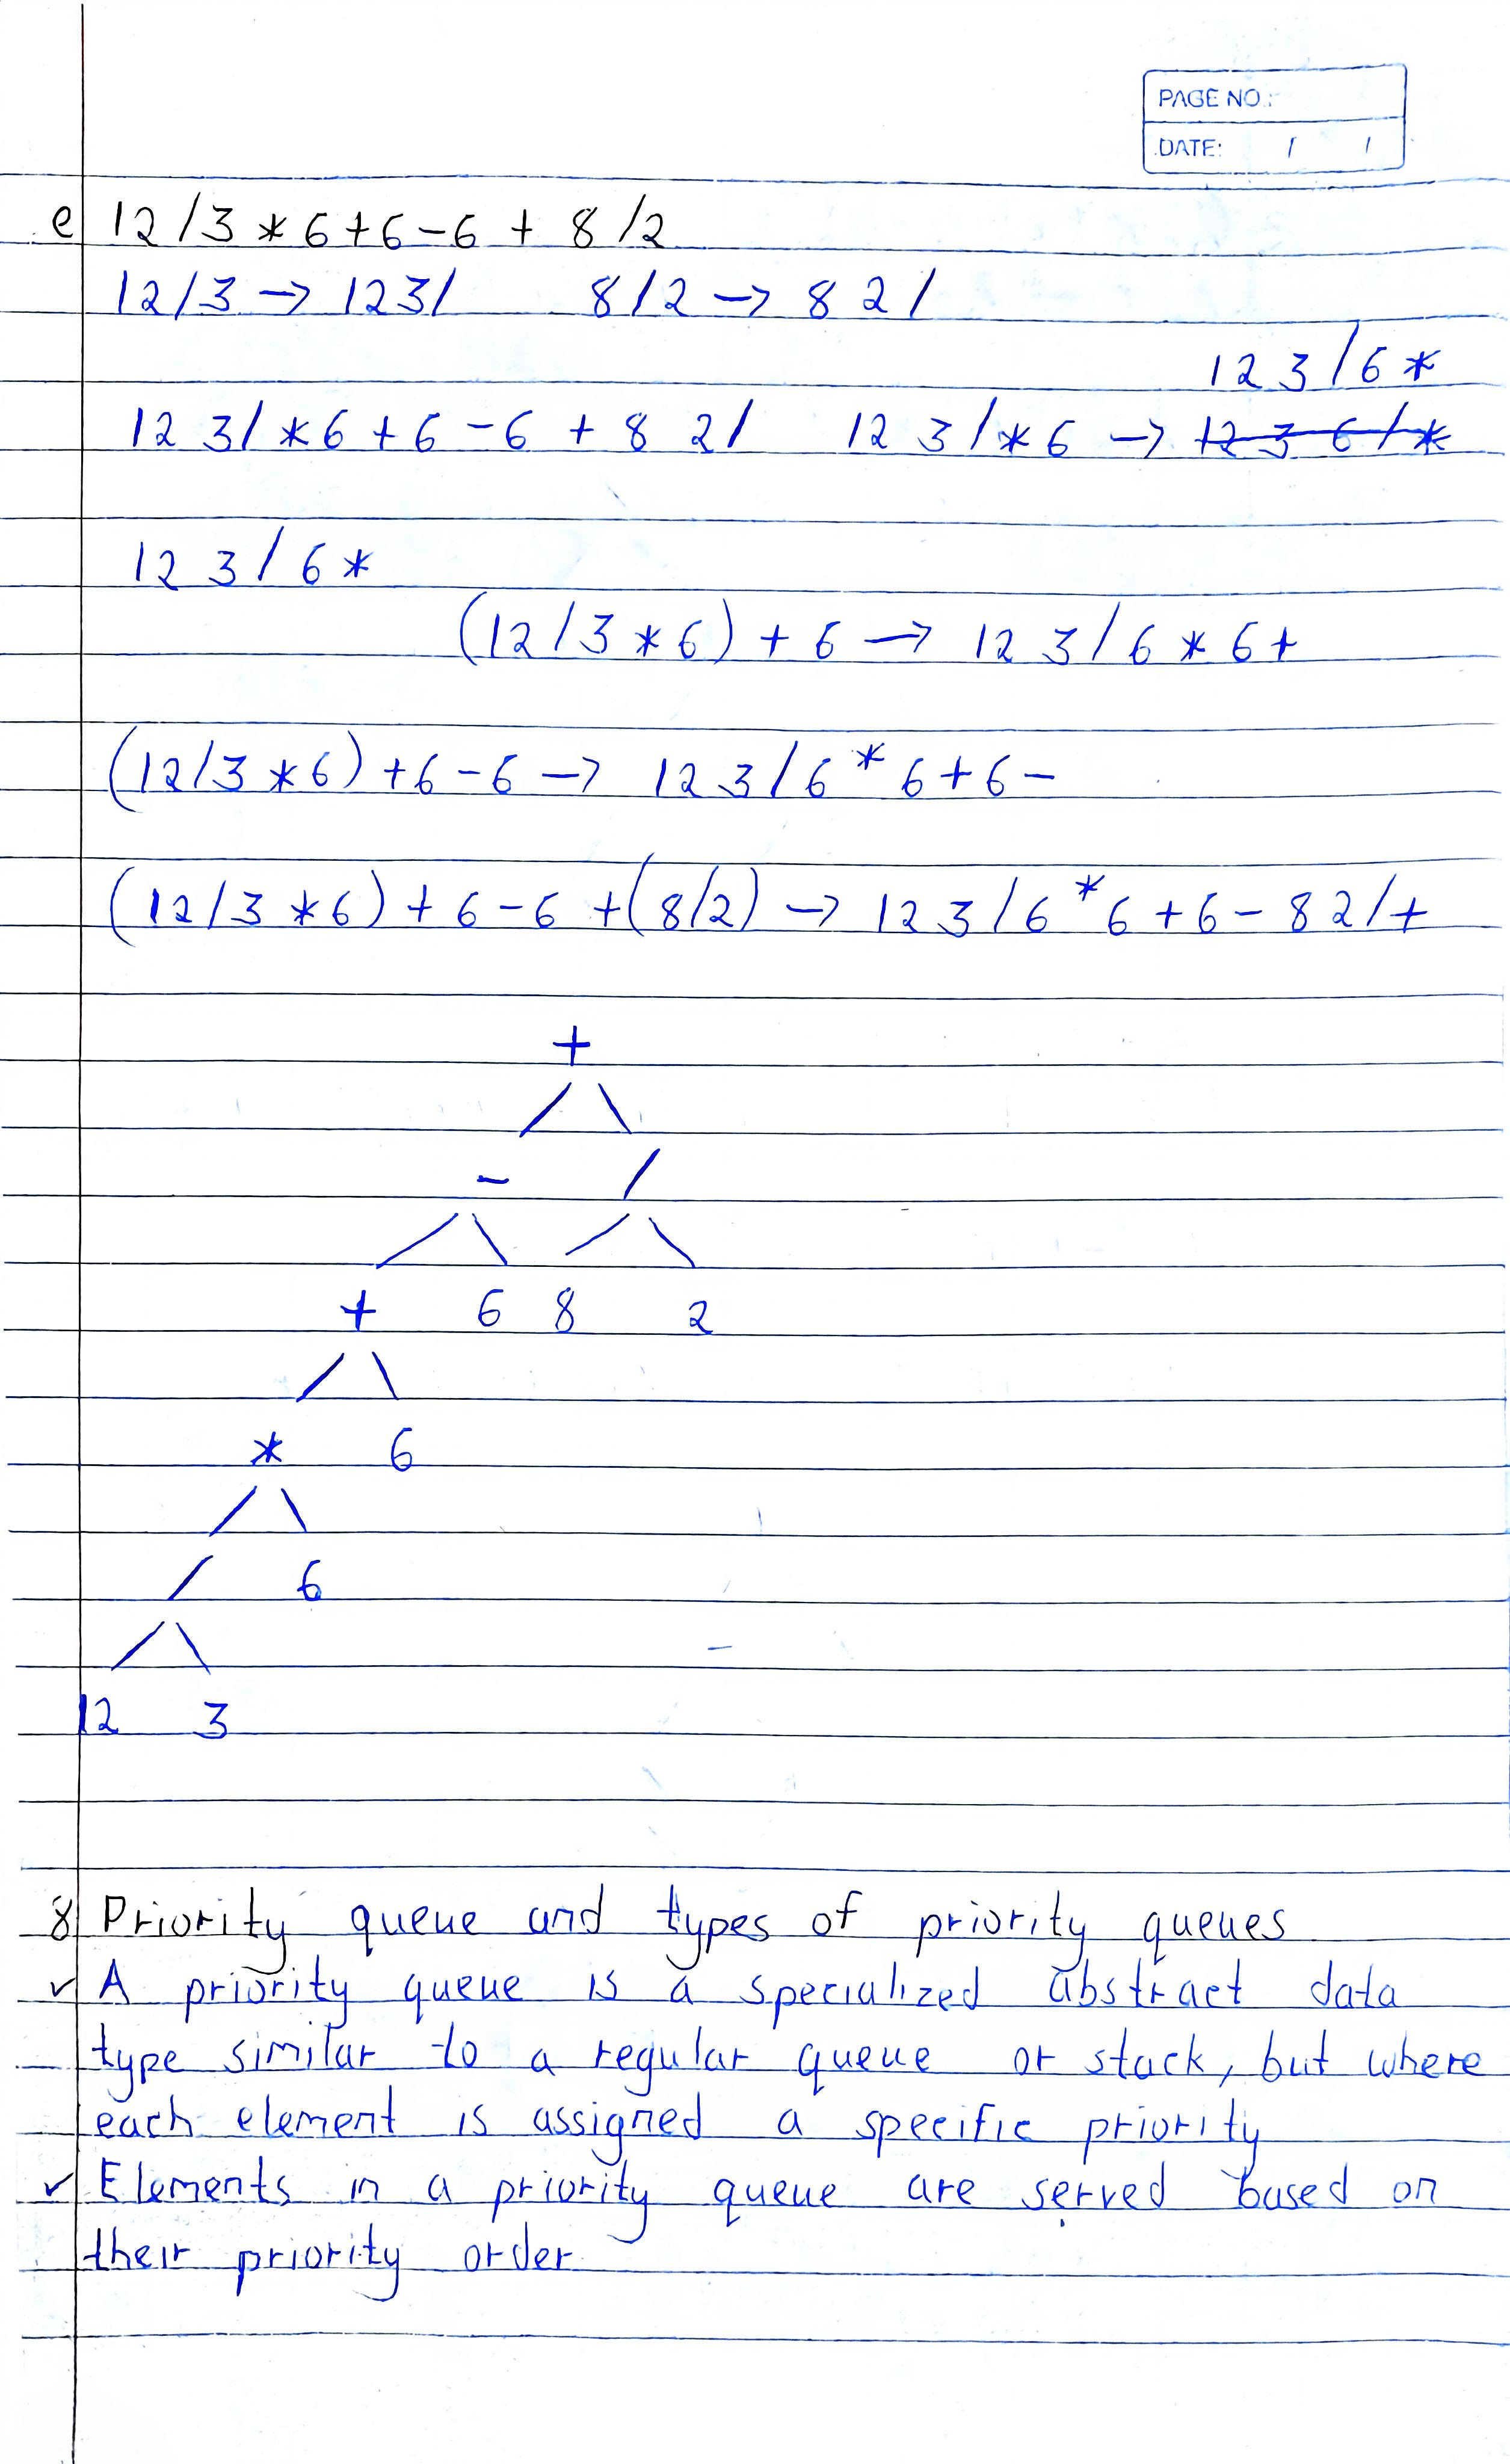 PAGE NO.:
DATE: / /
e 12/3*6+6-6 + 8/2
12/3 → 123/ 8/2 → 8 2 /
12 3/6*
12 3/*6+6-6+8 2/ 12 3/*6 → 12 3 6/*
12 3/6*
(12/3*6)+6 → 12 3/6*6+
(12/3*6)+6-6 → 12 3/6*6+6-
(12/3*6)+6-6+(8/2) → 12 3/6*6+6-82/+
+
- /
+ 6 8 2
* 6
/ 6
12 3
8 Priority queue and types of priority queues
✓ A priority queue is a specialized abstract data
type similar to a regular queue or stack, but where
each element is assigned a specific priority
✓ Elements in a priority queue are served based on
their priority order